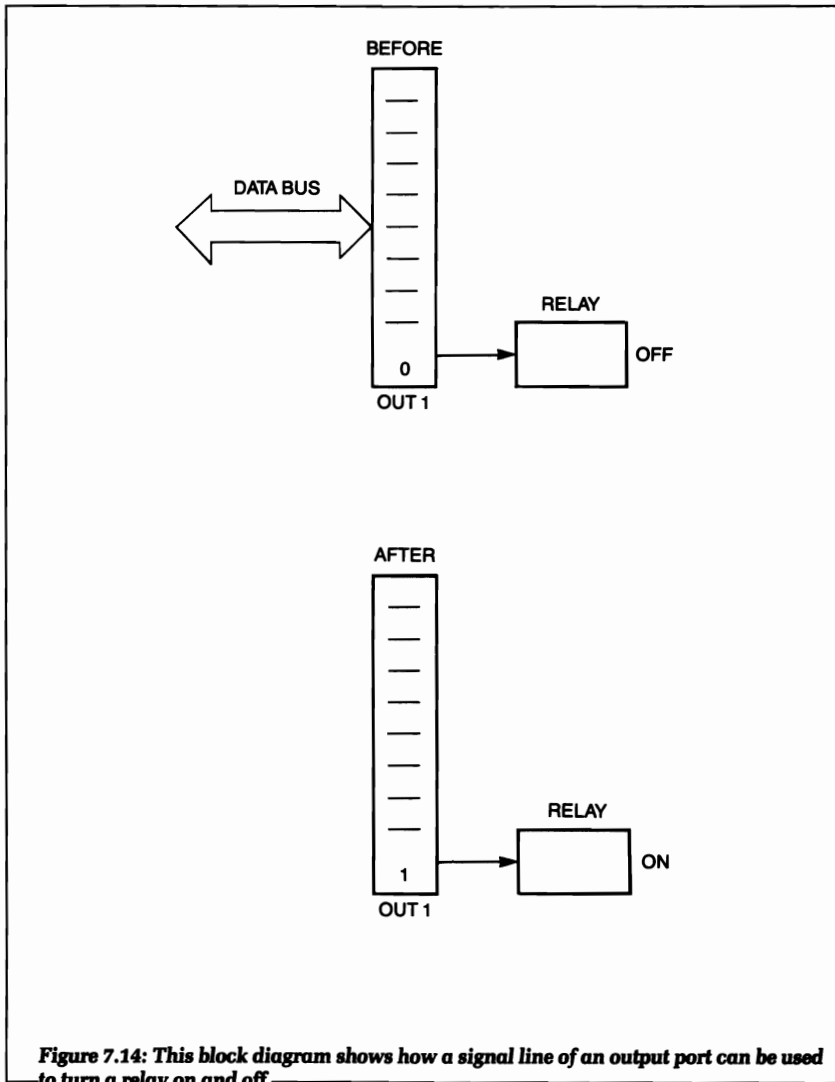 BEFORE
DATA BUS
RELAY
OFF
0
OUT 1
AFTER
RELAY
ON
1
OUT 1
Figure 7.14: This block diagram shows how a signal line of an output port can be used
to turn a relay on and off